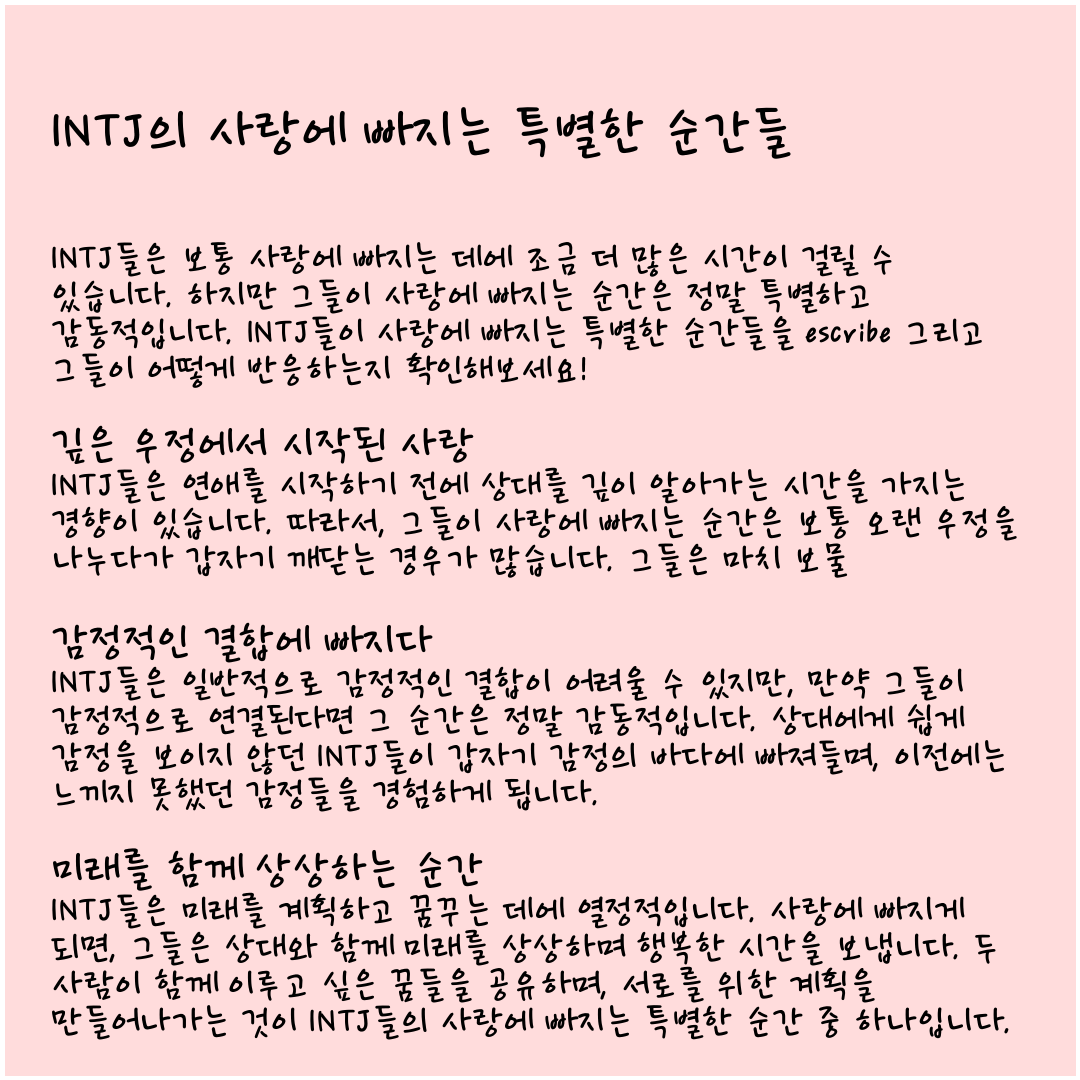 INTJ의 사랑에 빠지는 특별한 순간들
INTJ들은 보통 사랑에 빠지는 데에 조금 더 많은 시간이 걸릴 수
있습니다. 하지만 그들이 사랑에 빠지는 순간은 정말 특별하고
감동적입니다. INTJ들이 사랑에 빠지는 특별한 순간들을 escribe 그리고
그들이 어떻게 반응하는지 확인해보세요!
깊은 우정에서 시작된 사랑
INTJ들은 연애를 시작하기 전에 상대를 깊이 알아가는 시간을 가지는
경향이 있습니다. 따라서, 그들이 사랑에 빠지는 순간은 보통 오랜 우정을
나누다가 갑자기 깨닫는 경우가 많습니다. 그들은 마치 보물
감정적인 결합에 빠지다
INTJ들은 일반적으로 감정적인 결합이 어려울 수 있지만, 만약 그들이
감정적으로 연결된다면 그 순간은 정말 감동적입니다. 상대에게 쉽게
감정을 보이지 않던 INTJ들이 갑자기 감정의 바다에 빠져들며, 이전에는
느끼지 못했던 감정들을 경험하게 됩니다.
미래를 함께 상상하는 순간
INTJ들은 미래를 계획하고 꿈꾸는 데에 열정적입니다. 사랑에 빠지게
되면, 그들은 상대와 함께 미래를 상상하며 행복한 시간을 보냅니다. 두
사람이 함께 이루고 싶은 꿈들을 공유하며, 서로를 위한 계획을
만들어나가는 것이 INTJ들의 사랑에 빠지는 특별한 순간 중 하나입니다.